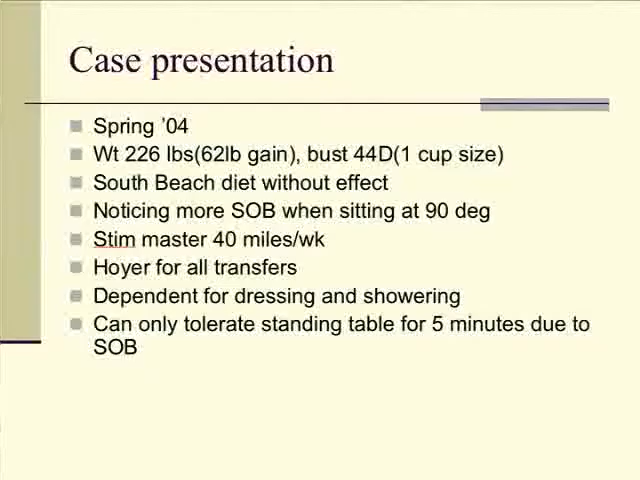 Case presentation
Spring ’04
Wt 226 lbs(62lb gain), bust 44D(1 cup size)
South Beach diet without effect
Noticing more SOB when sitting at 90 deg
Stim master 40 miles/wk
Hoyer for all transfers
Dependent for dressing and showering
Can only tolerate standing table for 5 minutes due to
SOB